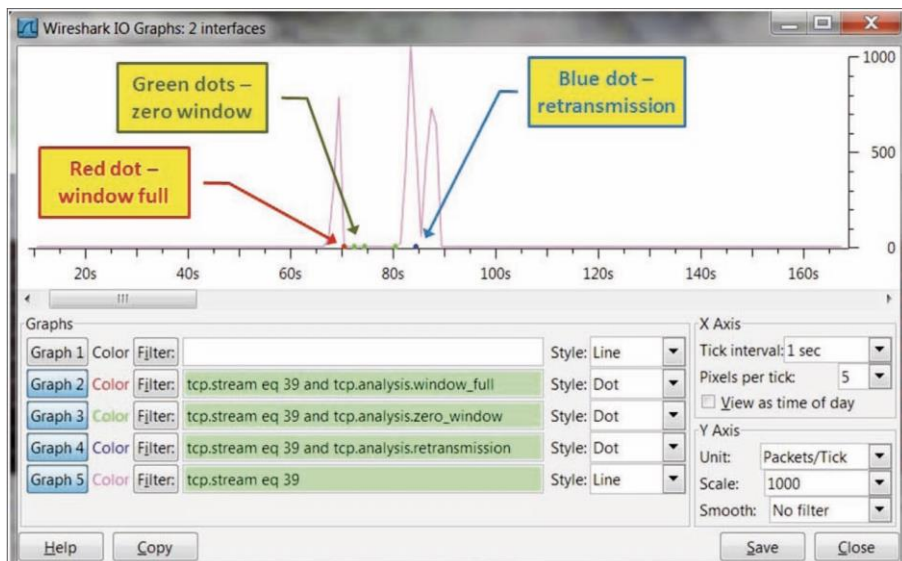 Wireshark IO Graphs: 2 interfaces
Green dots –
zero window
Blue dot –
retransmission
Red dot –
window full
1000
500
0
20s 40s 60s 80s 100s 120s 140s 160s
Graphs
Graph 1 Color Filter: Style: Line
Graph 2 Color Filter: tcp.stream eq 39 and tcp.analysis.window_full Style: Dot
Graph 3 Color Filter: tcp.stream eq 39 and tcp.analysis.zero_window Style: Dot
Graph 4 Color Filter: tcp.stream eq 39 and tcp.analysis.retransmission Style: Dot
Graph 5 Color Filter: tcp.stream eq 39 Style: Line
X Axis
Tick interval: 1 sec
Pixels per tick: 5
View as time of day
Y Axis
Unit: Packets/Tick
Scale: 1000
Smooth: No filter
Help Copy Save Close